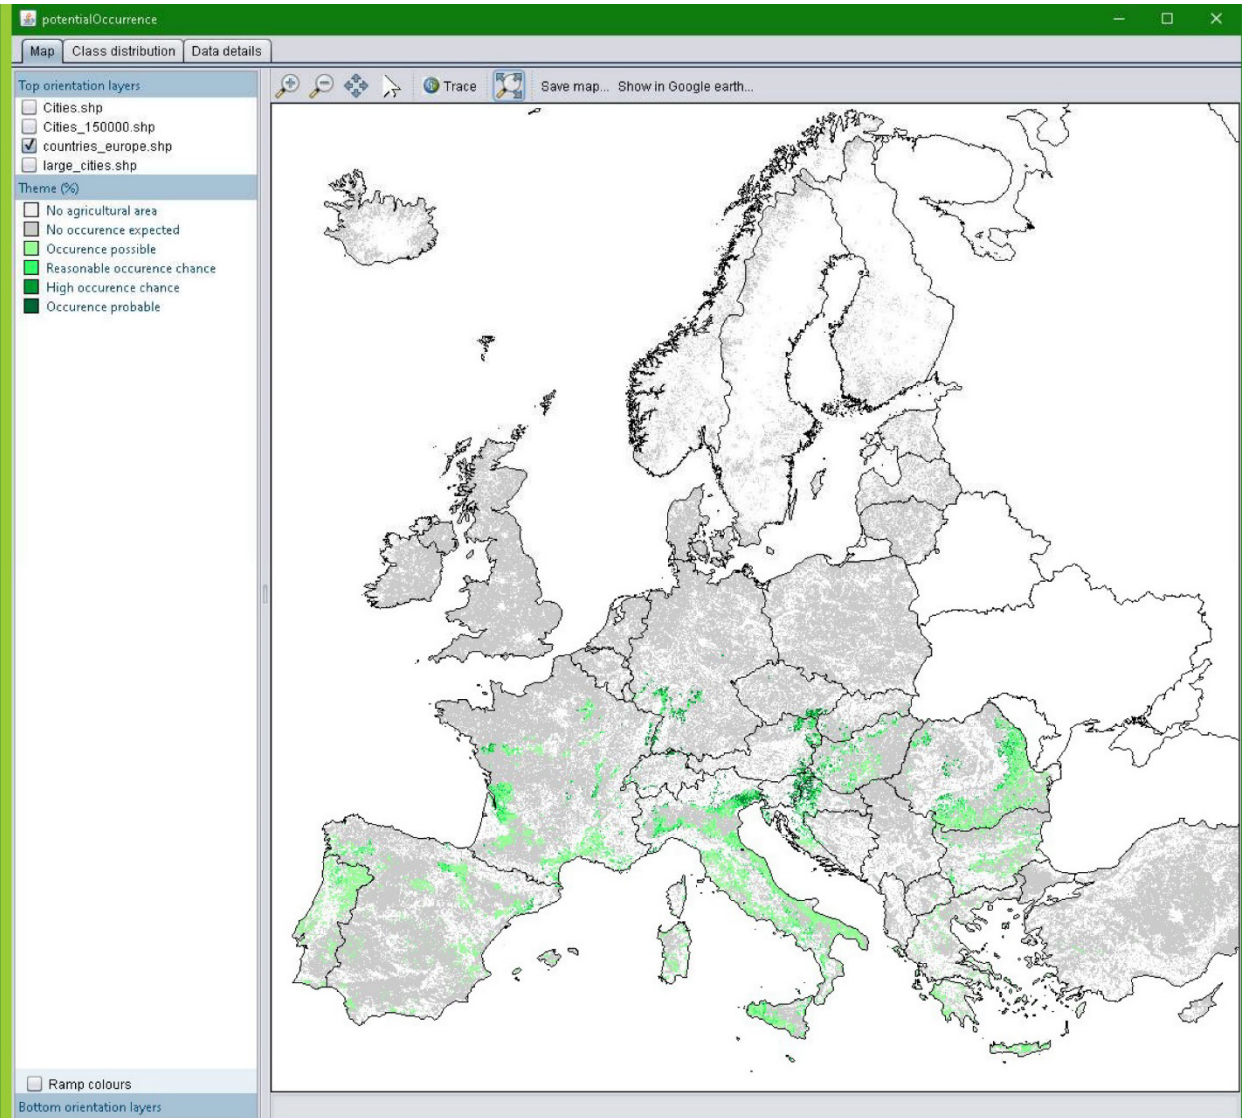 potentialOccurrence
Map Class distribution Data details
Top orientation layers
Cities.shp
Cities_150000.shp
countries_europe.shp
large_cities.shp
Theme (%)
No agricultural area
No occurence expected
Occurence possible
Reasonable occurence chance
High occurence chance
Occurence probable
Trace Save map... Show in Google earth...
Ramp colours
Bottom orientation layers